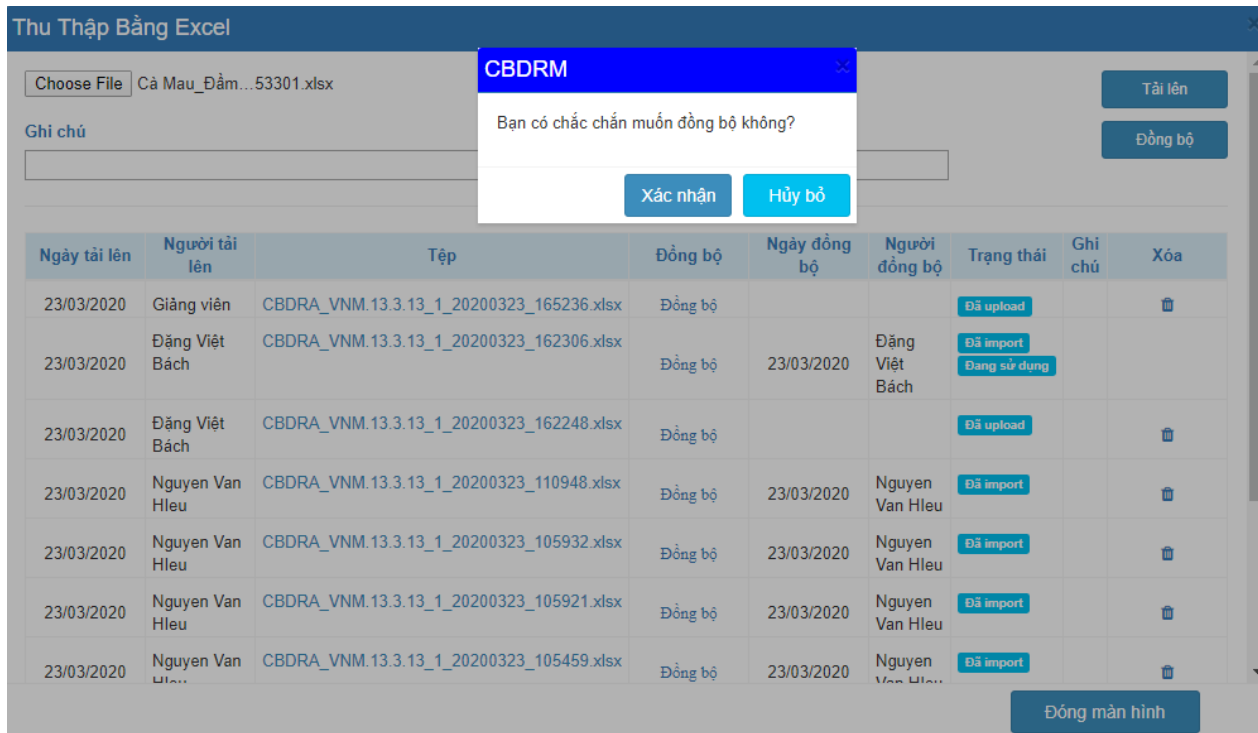 Thu Thập Bằng Excel
CBDRM
Choose File Cà Mau_Đầm...53301.xlsx
Tải lên
Bạn có chắc chắn muốn đồng bộ không?
Ghi chú
Đồng bộ
Xác nhận Hủy bỏ
Ngày tải lên Người tải lên Tệp Đồng bộ Ngày đồng bộ Người đồng bộ Trạng thái Ghi chú Xóa
23/03/2020 Giảng viên CBDRA_VNM.13.3.13_1_20200323_165236.xlsx Đồng bộ Đã upload
23/03/2020 Đặng Việt Bách CBDRA_VNM.13.3.13_1_20200323_162306.xlsx Đồng bộ 23/03/2020 Đặng Việt Bách Đã import Đang sử dụng
23/03/2020 Đặng Việt Bách CBDRA_VNM.13.3.13_1_20200323_162248.xlsx Đồng bộ Đã upload
23/03/2020 Nguyen Van HIeu CBDRA_VNM.13.3.13_1_20200323_110948.xlsx Đồng bộ 23/03/2020 Nguyen Van HIeu Đã import
23/03/2020 Nguyen Van HIeu CBDRA_VNM.13.3.13_1_20200323_105932.xlsx Đồng bộ 23/03/2020 Nguyen Van HIeu Đã import
23/03/2020 Nguyen Van HIeu CBDRA_VNM.13.3.13_1_20200323_105921.xlsx Đồng bộ 23/03/2020 Nguyen Van HIeu Đã import
23/03/2020 Nguyen Van CBDRA_VNM.13.3.13_1_20200323_105459.xlsx Đồng bộ 23/03/2020 Nguyen Đã import
Đóng màn hình